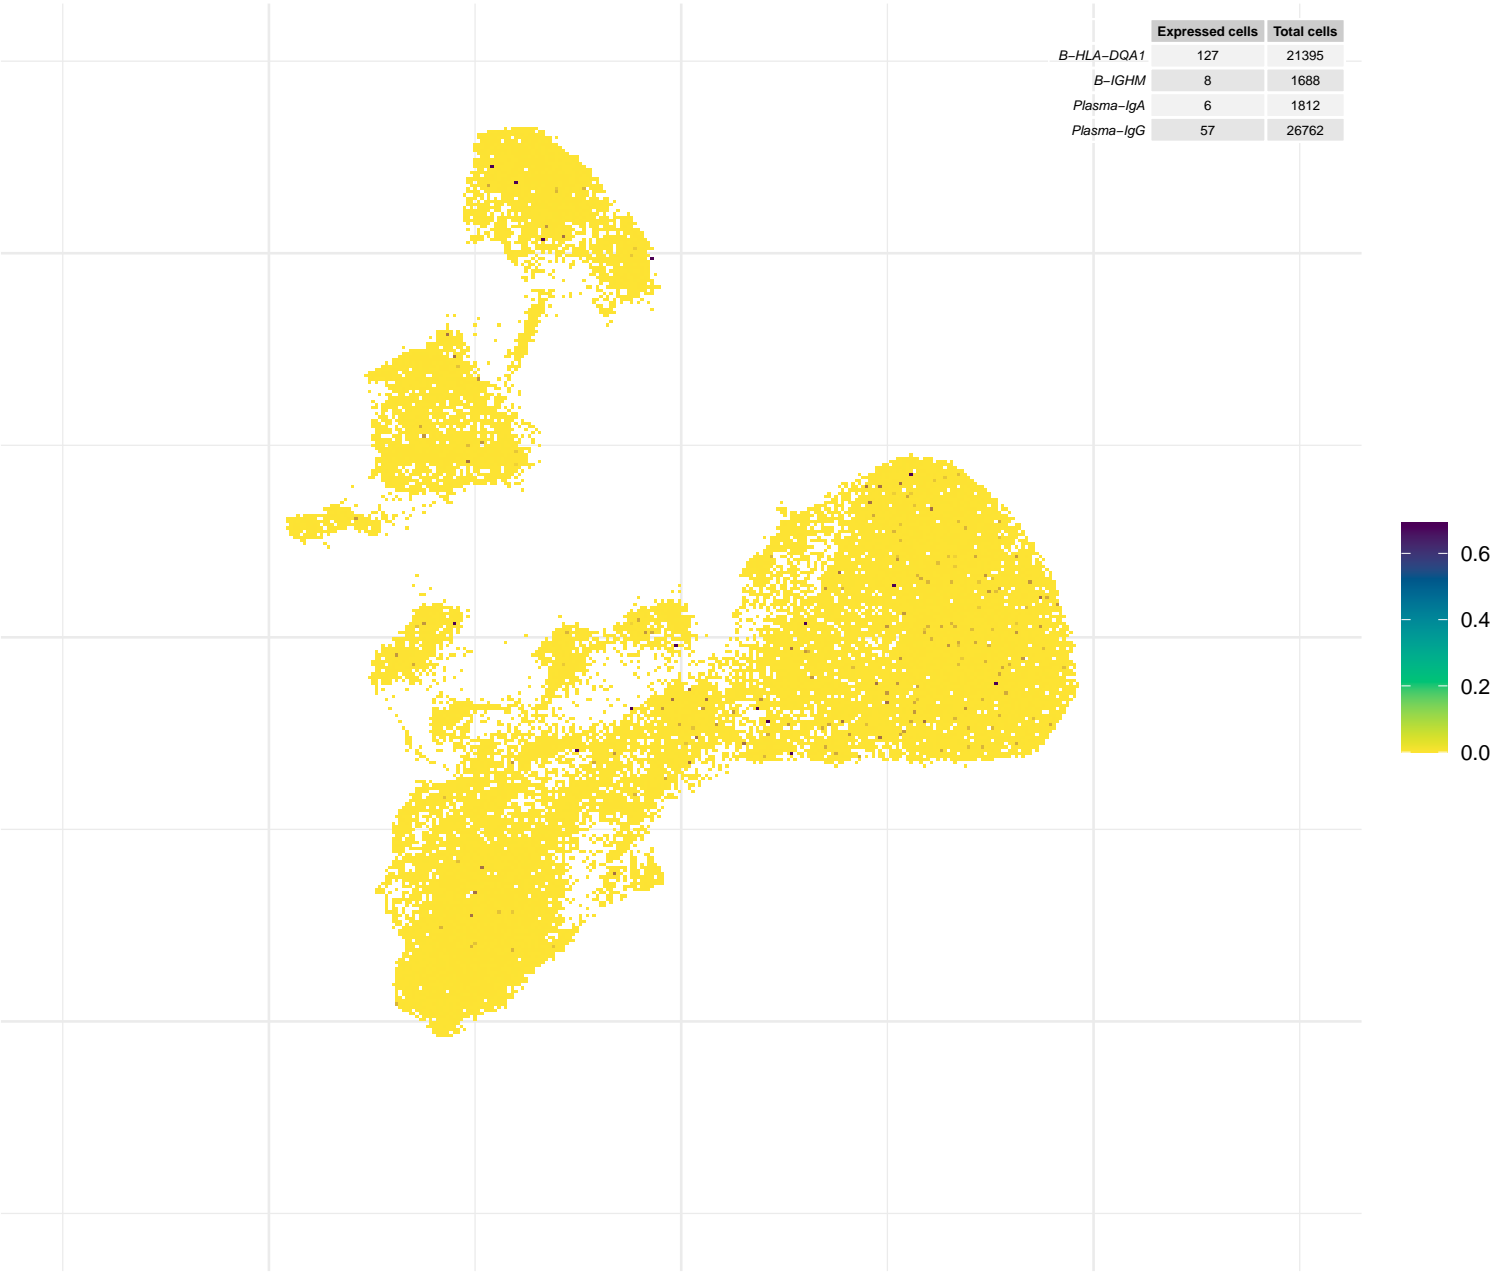 Expressed cells Total cells
B-HLA-DQA1 127 21395
B-IGHM 8 1688
Plasma-IgA 6 1812
Plasma-IgG 57 26762
0.6
0.4
0.2
0.0